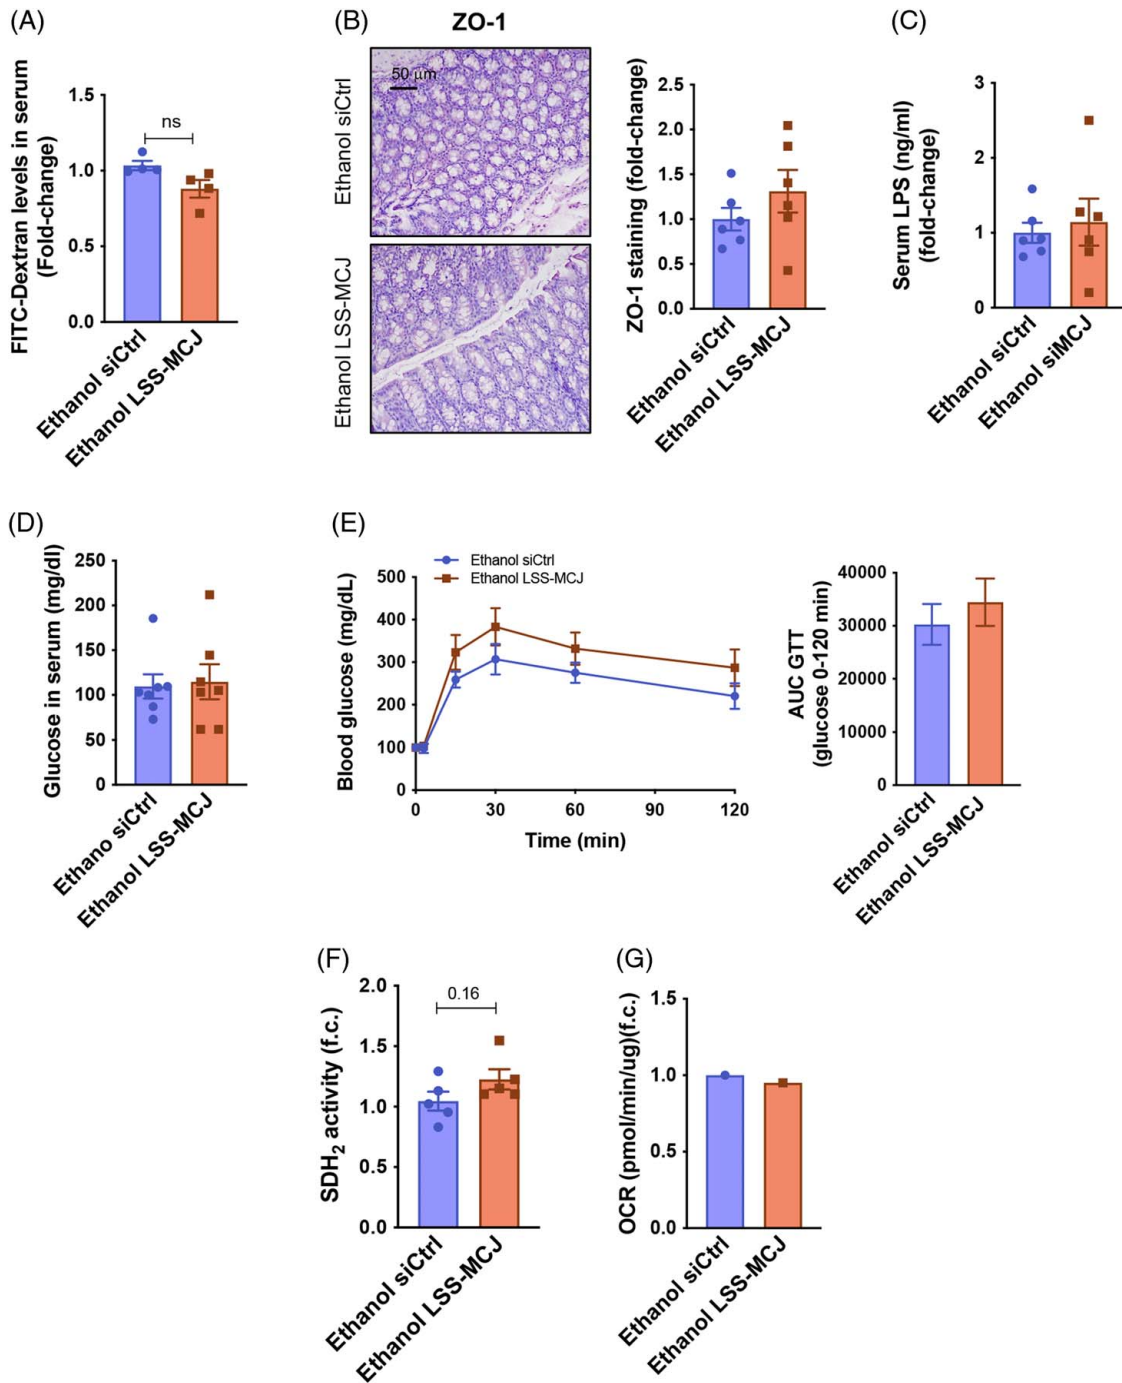 (A)
FITC-Dextran levels in serum
(Fold-change)
1.5
1.0
0.5
0.0
ns
Ethanol siCtrl
Ethanol LSS-MCJ
(B)
ZO-1
50 μm
Ethanol siCtrl
Ethanol LSS-MCJ
ZO-1 staining (fold-change)
2.5
2.0
1.5
1.0
0.5
0.0
Ethanol siCtrl
Ethanol LSS-MCJ
(C)
Serum LPS (ng/ml)
(fold-change)
3
2
1
0
Ethanol siCtrl
Ethanol siMCJ
(D)
Glucose in serum (mg/dl)
250
200
150
100
50
0
Ethano siCtrl
Ethanol LSS-MCJ
(E)
Ethanol siCtrl
Ethanol LSS-MCJ
Blood glucose (mg/dL)
500
400
300
200
100
0
0 30 60 90 120
Time (min)
AUC GTT
(glucose 0-120 min)
40000
30000
20000
10000
0
Ethanol siCtrl
Ethanol LSS-MCJ
(F)
SDH2 activity (f.c.)
2.0
1.5
1.0
0.5
0.0
0.16
Ethanol siCtrl
Ethanol LSS-MCJ
(G)
OCR (pmol/min/ug)(f.c.)
1.5
1.0
0.5
0.0
Ethanol siCtrl
Ethanol LSS-MCJ